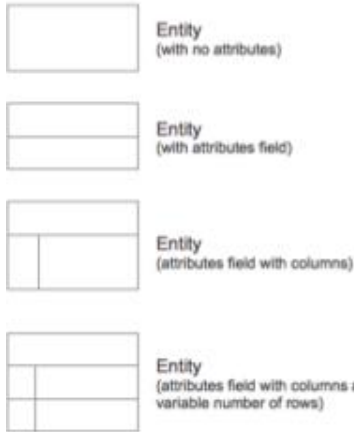 Entity
(with no attributes)
Entity
(with attributes field)
Entity
(attributes field with columns)
Entity
(attributes field with columns
variable number of rows)